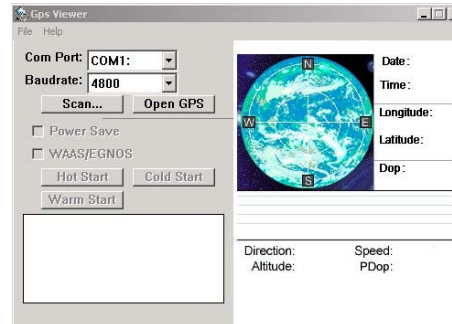 Gps Viewer
File Help
Com Port: COM1:
Baudrate: 4800
Scan... Open GPS
Power Save
WAAS/EGNOS
Hot Start Cold Start
Warm Start
N
W E
S
Date:
Time:
Longitude:
Latitude:
Dop:
Direction: Speed:
Altitude: PDop: